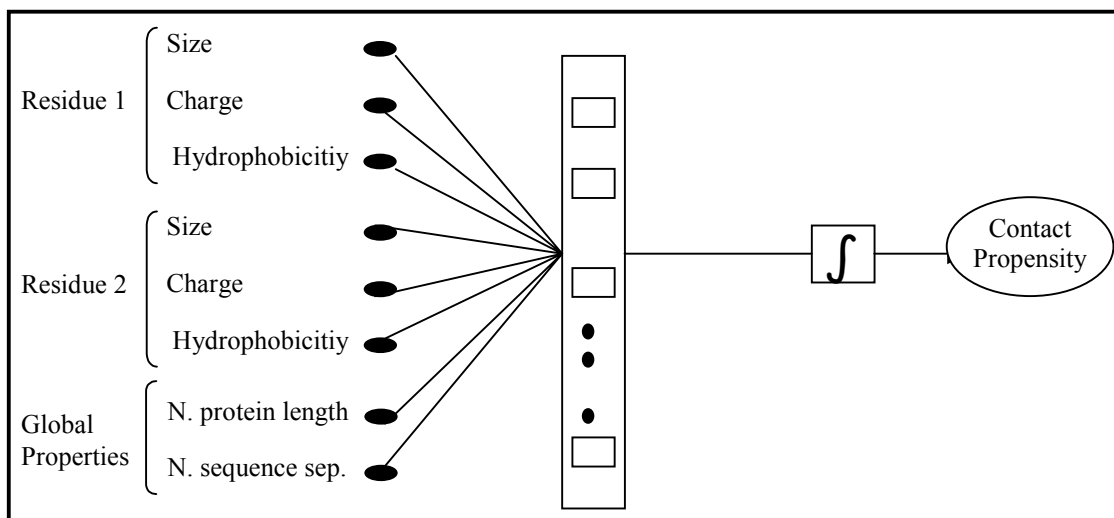 Residue 1
Size
Charge
Hydrophobicitiy
Residue 2
Size
Charge
Hydrophobicitiy
Global
Properties
N. protein length
N. sequence sep.
∫
Contact
Propensity